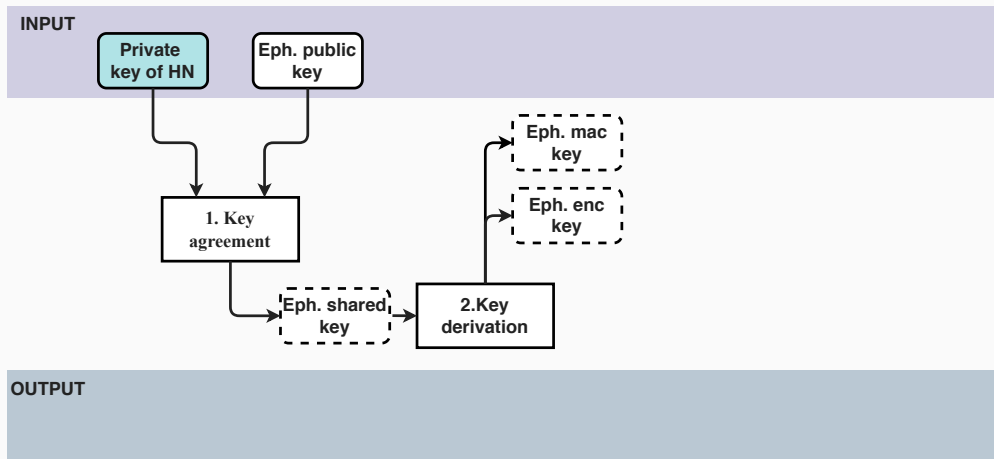 INPUT
Private
key of HN
Eph. public
key
Eph. mac
key
Eph. enc
key
1. Key
agreement
Eph. shared
key
2.Key
derivation
OUTPUT